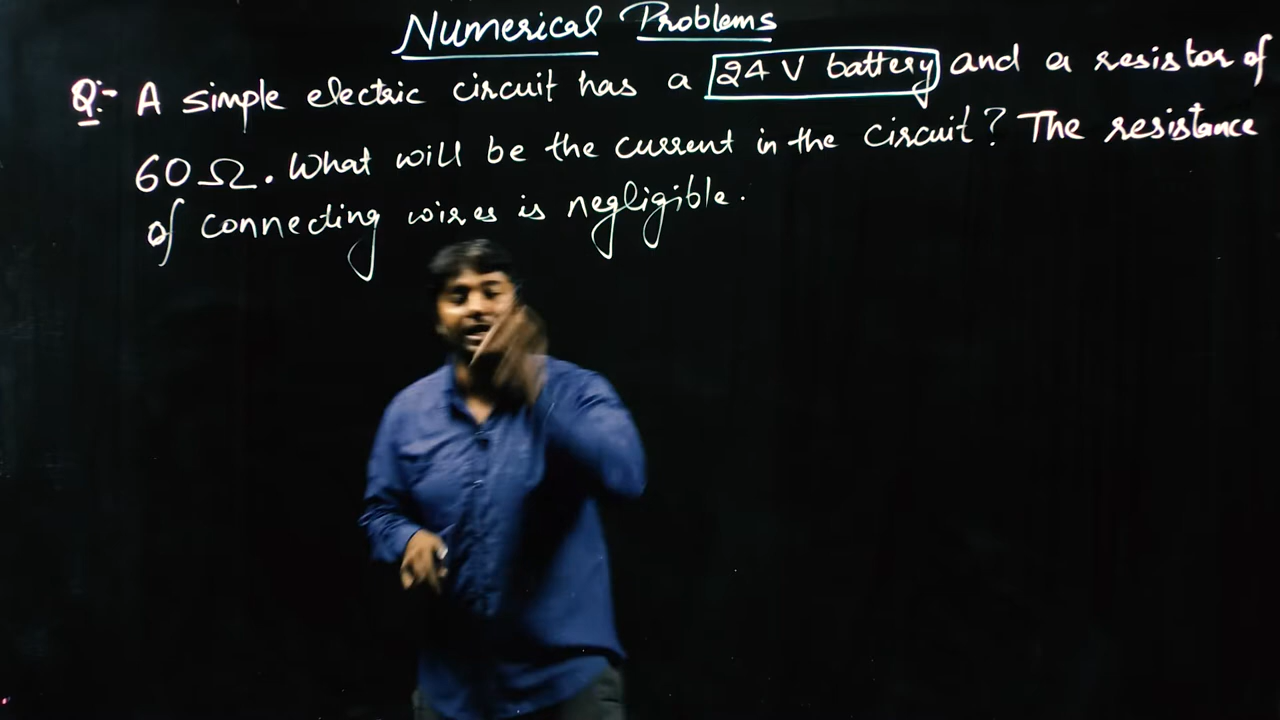 Numerical Problems
Q:- A simple electric circuit has a 24 V battery and a resistor of
60 Ω. What will be the current in the circuit? The resistance
of connecting wires is negligible.